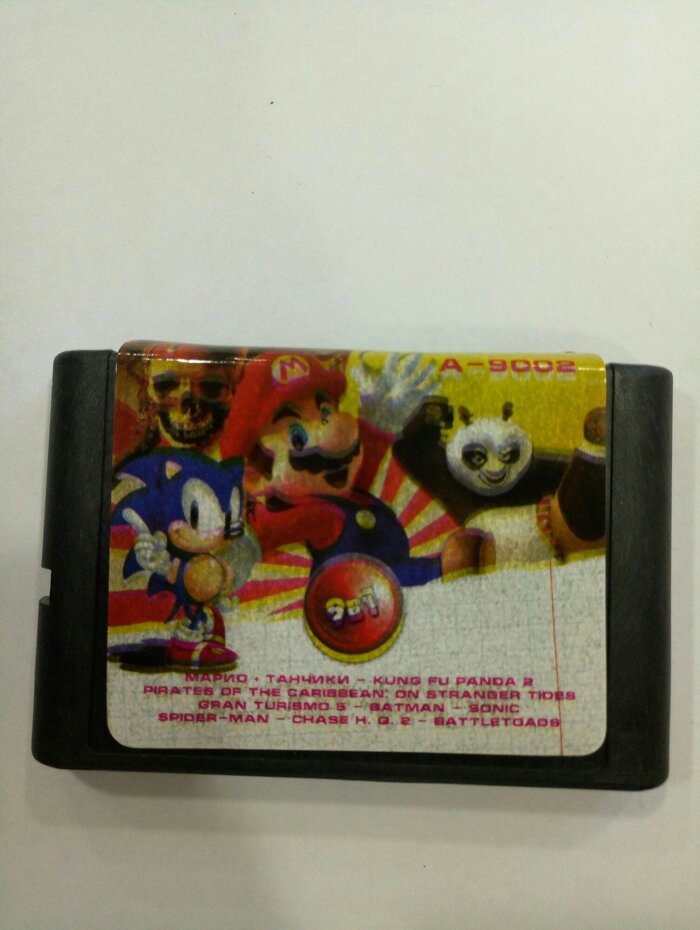 M
A-9002
9в1
МАРИО - ТАНЧИКИ - KUNG FU PANDA 2
PIRATES OF THE CARIBBEAN: ON STRANGER TIDES
GRAN TURISMO 5 - BATMAN - SONIC
SPIDER-MAN - CHASE H. Q. 2 - BATTLETOADS